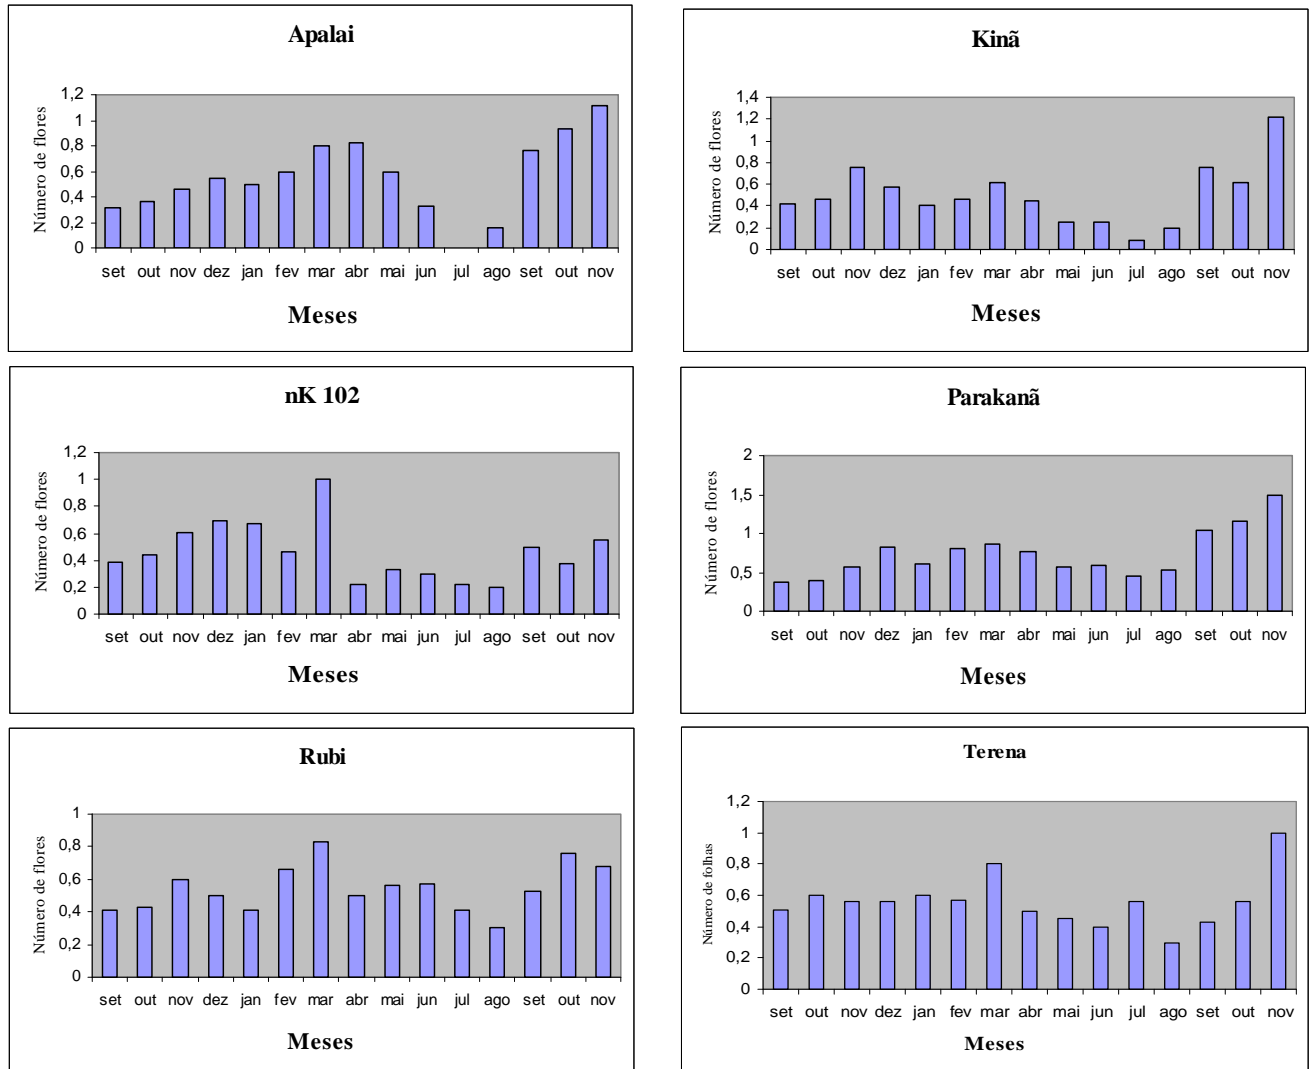 Apalai
Número de flores
1,2
1
0,8
0,6
0,4
0,2
0
set out nov dez jan fev mar abr mai jun jul ago set out nov
Meses
Kinã
Número de flores
1,4
1,2
1
0,8
0,6
0,4
0,2
0
set out nov dez jan fev mar abr mai jun jul ago set out nov
Meses
nK 102
Número de flores
1,2
1
0,8
0,6
0,4
0,2
0
set out nov dez jan fev mar abr mai jun jul ago set out nov
Meses
Parakanã
Número de flores
2
1,5
1
0,5
0
set out nov dez jan fev mar abr mai jun jul ago set out nov
Meses
Rubi
Número de flores
1
0,8
0,6
0,4
0,2
0
set out nov dez jan fev mar abr mai jun jul ago set out nov
Meses
Terena
Número de folhas
1,2
1
0,8
0,6
0,4
0,2
0
set out nov dez jan fev mar abr mai jun jul ago set out nov
Meses